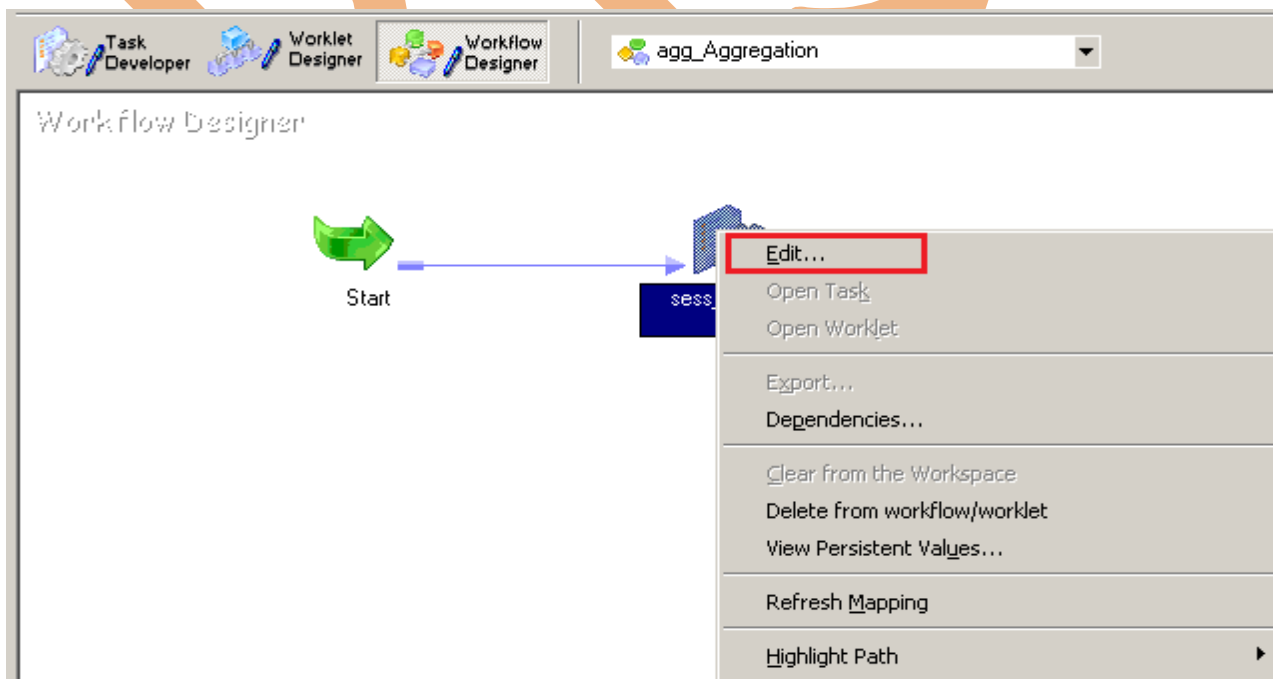 Task
Developer
Worklet
Designer
Workflow
Designer
agg_Aggregation
Workflow Designer
Start
sess_
Edit...
Open Task
Open Worklet
Export...
Dependencies...
Clear from the Workspace
Delete from workflow/worklet
View Persistent Values...
Refresh Mapping
Highlight Path